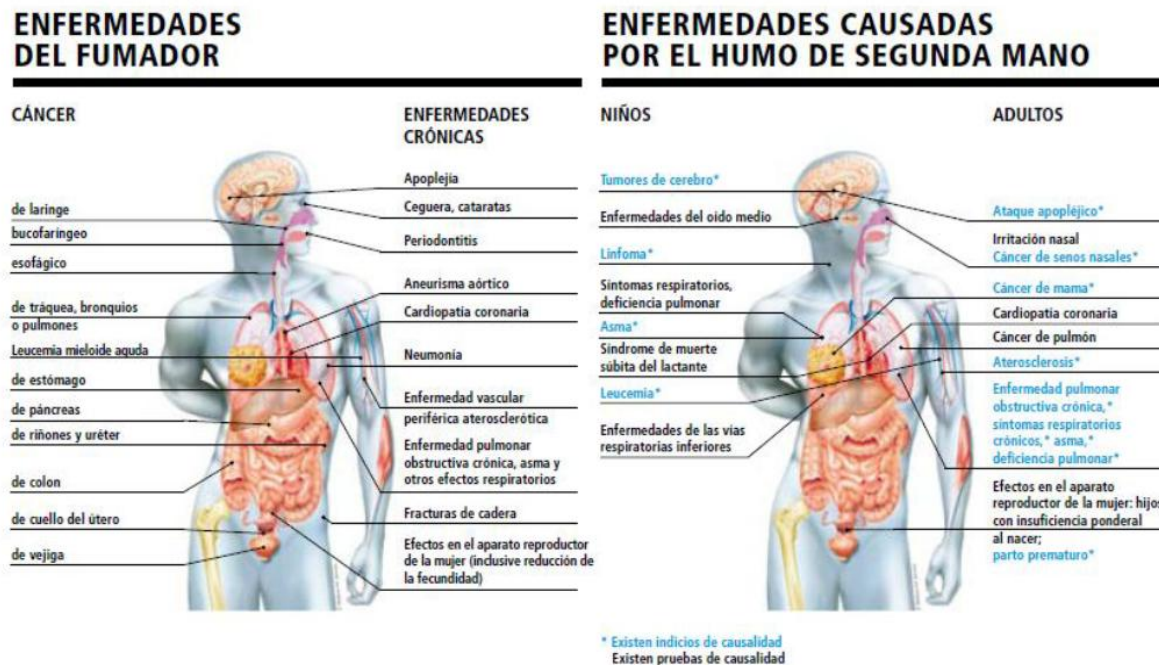 ENFERMEDADES
DEL FUMADOR
CÁNCER
de laringe
bucofaríngeo
esofágico
de tráquea, bronquios
o pulmones
Leucemia mieloide aguda
de estómago
de páncreas
de riñones y uréter
de colon
de cuello del útero
de vejiga
ENFERMEDADES
CRÓNICAS
Apoplejía
Ceguera, cataratas
Periodontitis
Aneurisma aórtico
Cardiopatía coronaria
Neumonía
Enfermedad vascular
periférica aterosclerótica
Enfermedad pulmonar
obstructiva crónica, asma y
otros efectos respiratorios
Fracturas de cadera
Efectos en el aparato reproductor
de la mujer (inclusive reducción de
la fecundidad)
ENFERMEDADES CAUSADAS
POR EL HUMO DE SEGUNDA MANO
NIÑOS
Tumores de cerebro*
Enfermedades del oído medio
Linfoma*
Síntomas respiratorios,
deficiencia pulmonar
Asma*
Síndrome de muerte
súbita del lactante
Leucemia*
Enfermedades de las vías
respiratorias inferiores
ADULTOS
Ataque apopléjico*
Irritación nasal
Cáncer de senos nasales*
Cáncer de mama*
Cardiopatía coronaria
Cáncer de pulmón
Aterosclerosis*
Enfermedad pulmonar
obstructiva crónica,*
síntomas respiratorios
crónicos,* asma,*
deficiencia pulmonar*
Efectos en el aparato
reproductor de la mujer: hijos
con insuficiencia ponderal
al nacer;
parto prematuro*
* Existen indicios de causalidad
Existen pruebas de causalidad